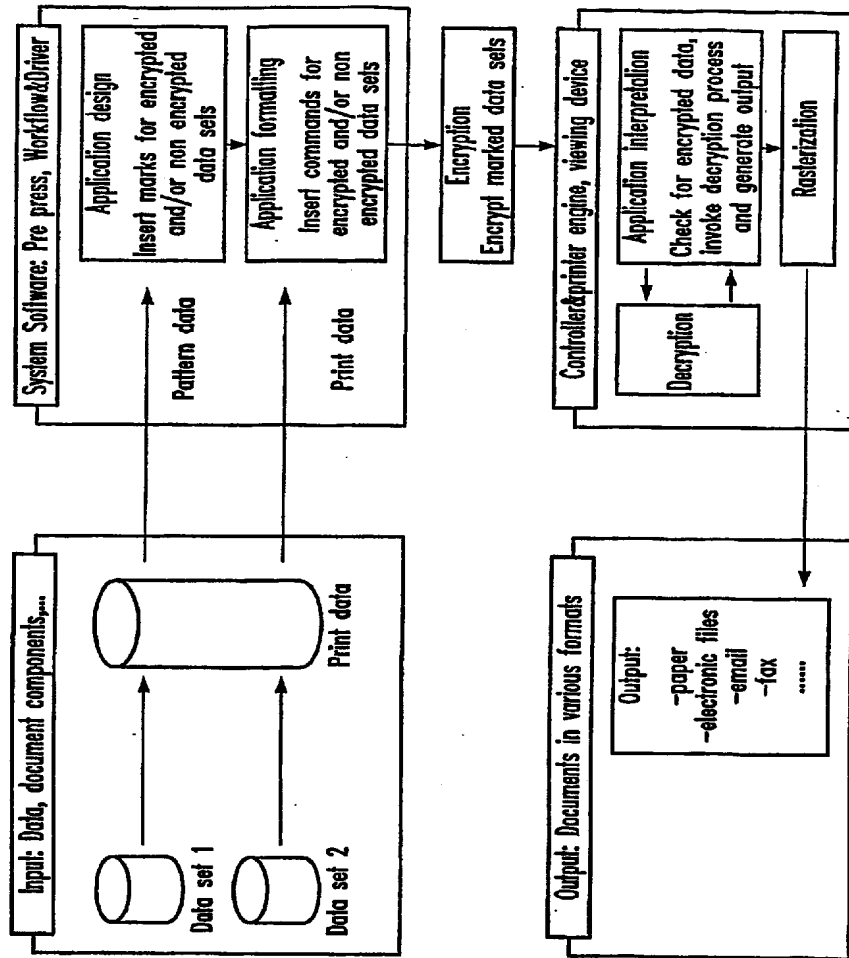 Input: Data, document components,...
Data set 1
Data set 2
Print data
System Software: Pre press, Workflow&Driver
Pattern data
Print data
Application design
Insert marks for encrypted
and/or non encrypted
data sets
Application formatting
Insert commands for
encrypted and/or non
encrypted data sets
Encryption
Encrypt marked data sets
Controller&printer engine, viewing device
Decryption
Application interpretation
Check for encrypted data,
invoke decryption process
and generate output
Rasterization
Output: Documents in various formats
Output:
-paper
-electronic files
-email
-fax
......